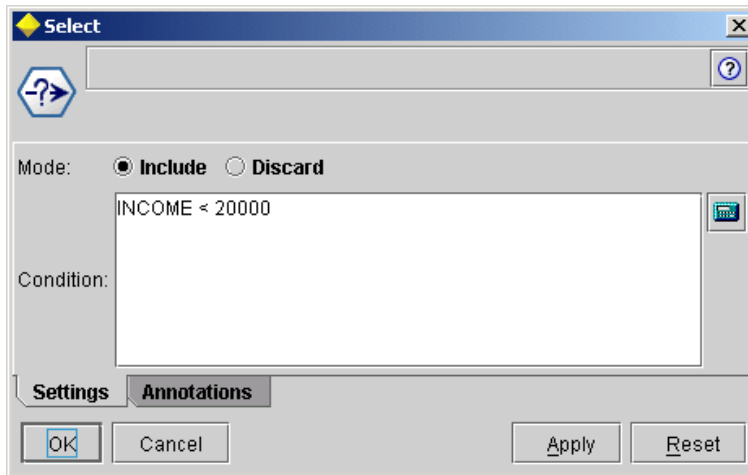 Select
Mode: Include Discard
INCOME < 20000
Condition:
Settings Annotations
OK Cancel Apply Reset